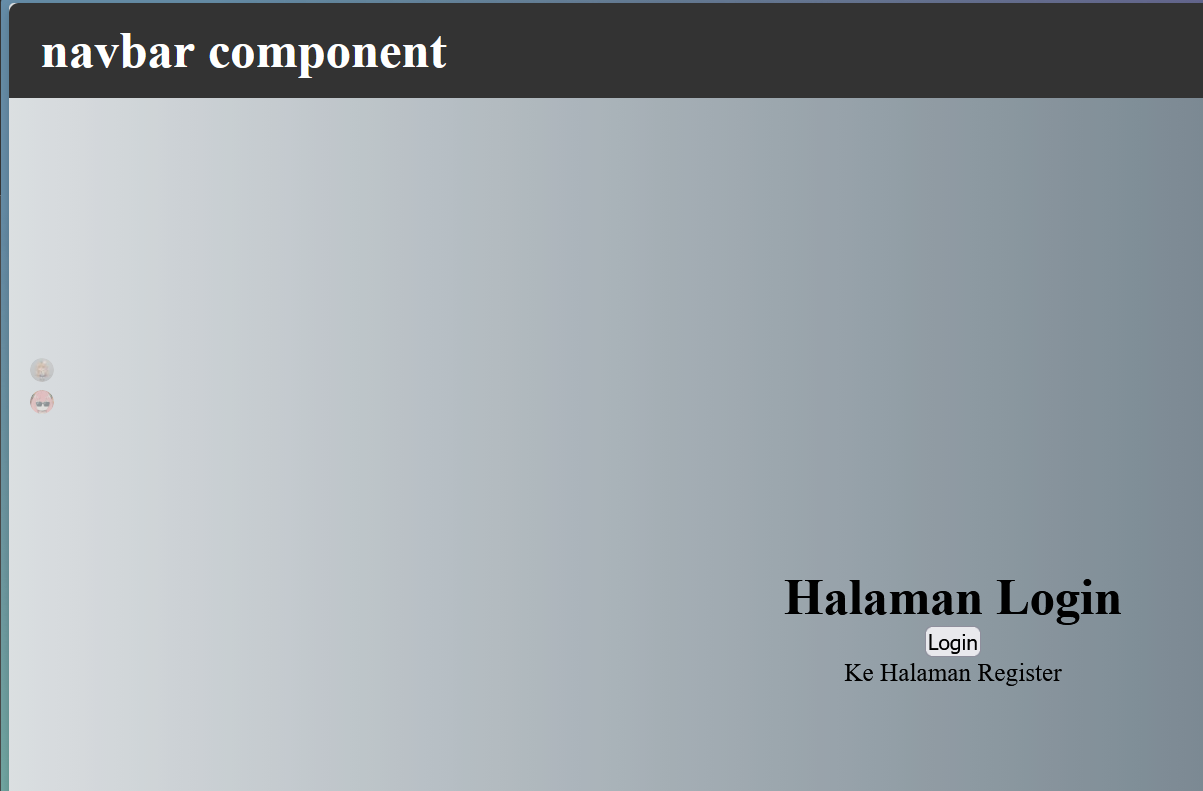 navbar component
Halaman Login
Login
Ke Halaman Register